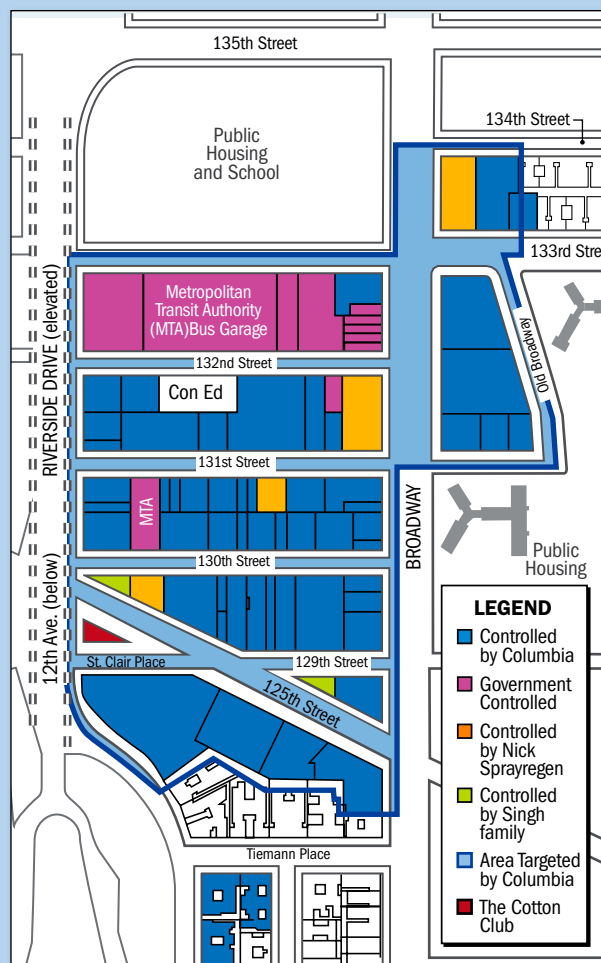 135th Street
Public
Housing
and School
134th Street
133rd Stre
Metropolitan
Transit Authority
(MTA)Bus Garage
Old Broadway
132nd Street
RIVERSIDE DRIVE (elevated)
Con Ed
131st Street
MTA
BROADWAY
130th Street
Public
Housing
12th Ave. (below)
St. Clair Place
129th Street
125th Street
Tiemann Place
LEGEND
Controlled
by Columbia
Government
Controlled
Controlled
by Nick
Sprayregen
Controlled
by Singh
family
Area Targeted
by Columbia
The Cotton
Club